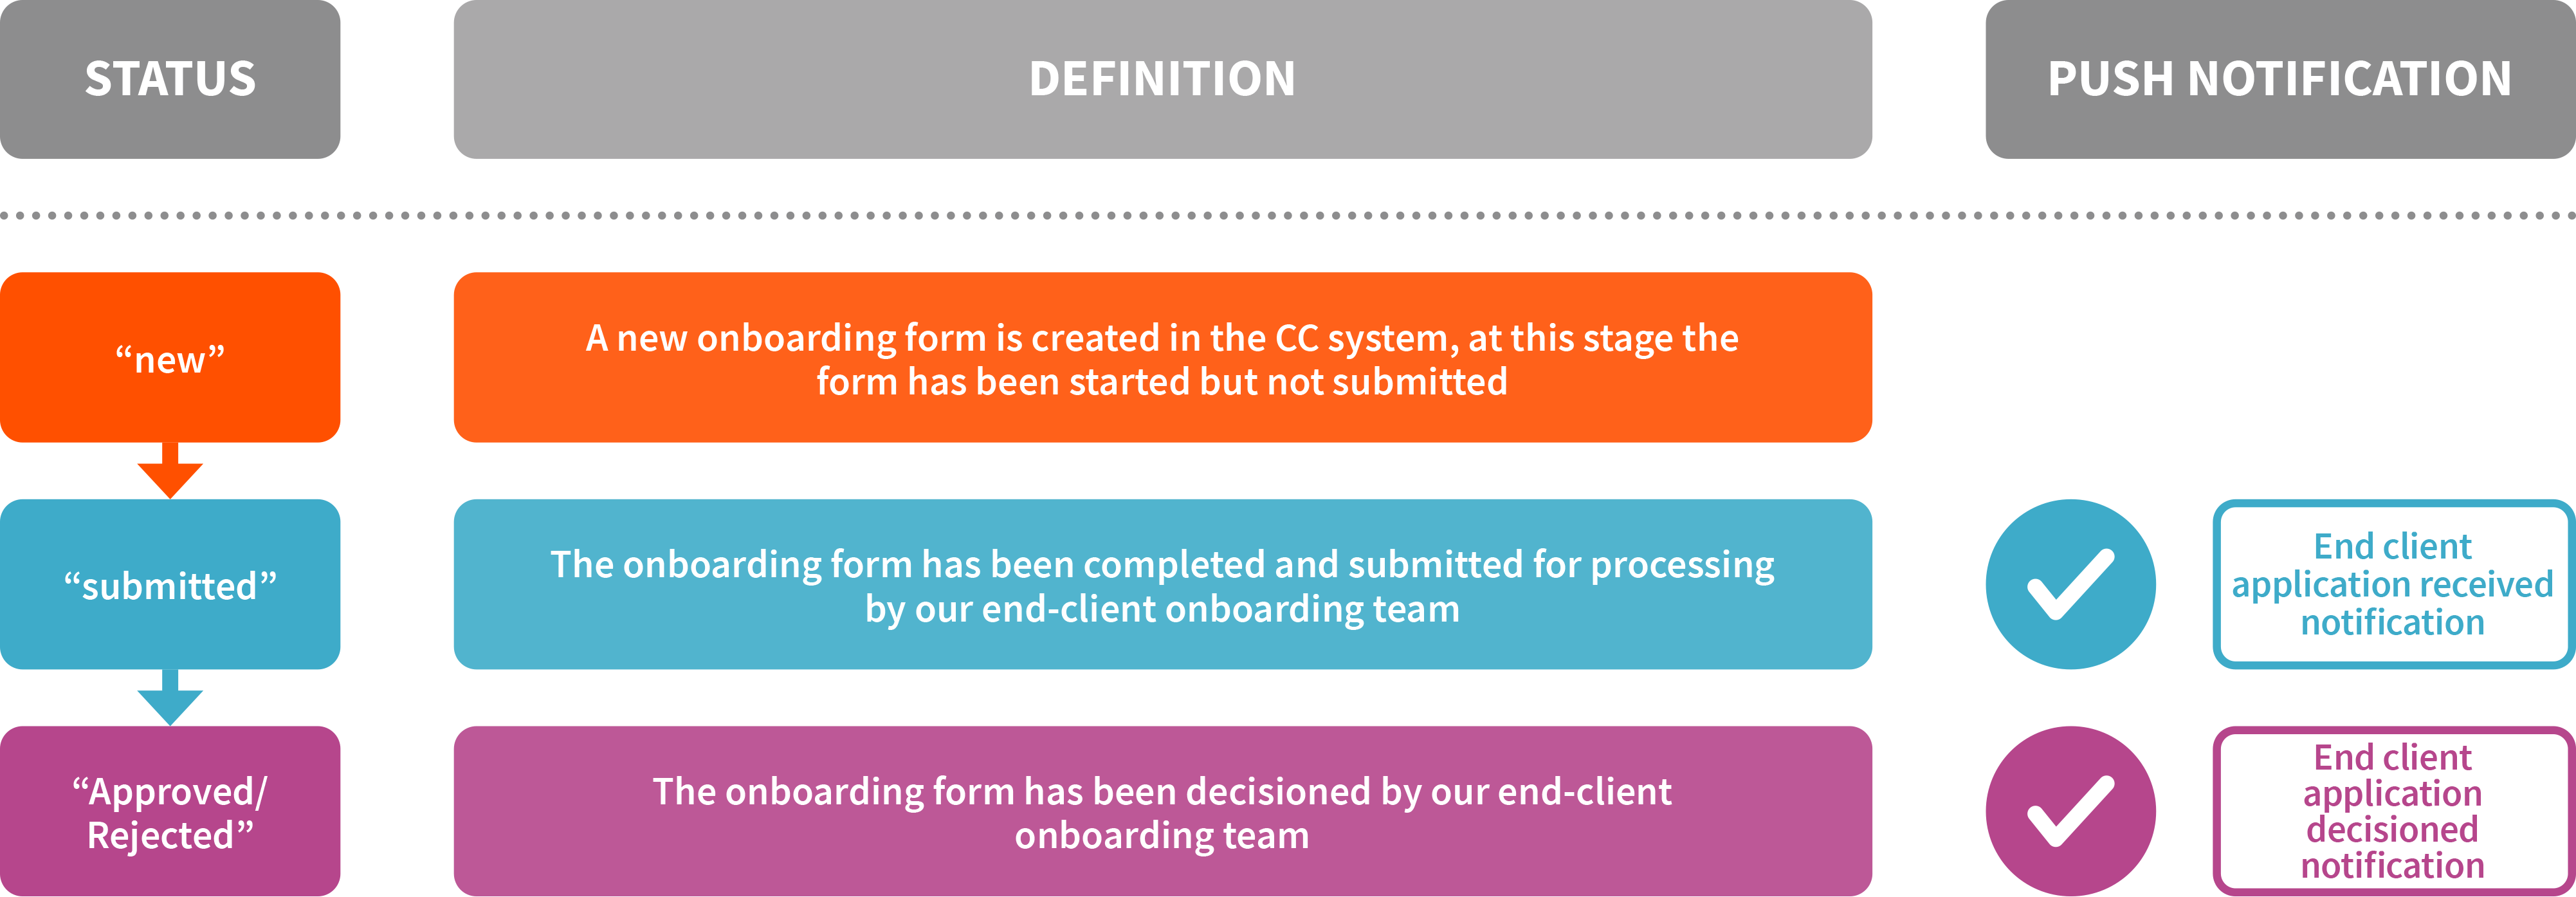 STATUS
DEFINITION
PUSH NOTIFICATION
“new”
A new onboarding form is created in the CC system, at this stage the
form has been started but not submitted
“submitted”
The onboarding form has been completed and submitted for processing
by our end-client onboarding team
End client
application received
notification
“Approved/
Rejected”
The onboarding form has been decisioned by our end-client
onboarding team
End client
application
decisioned
notification